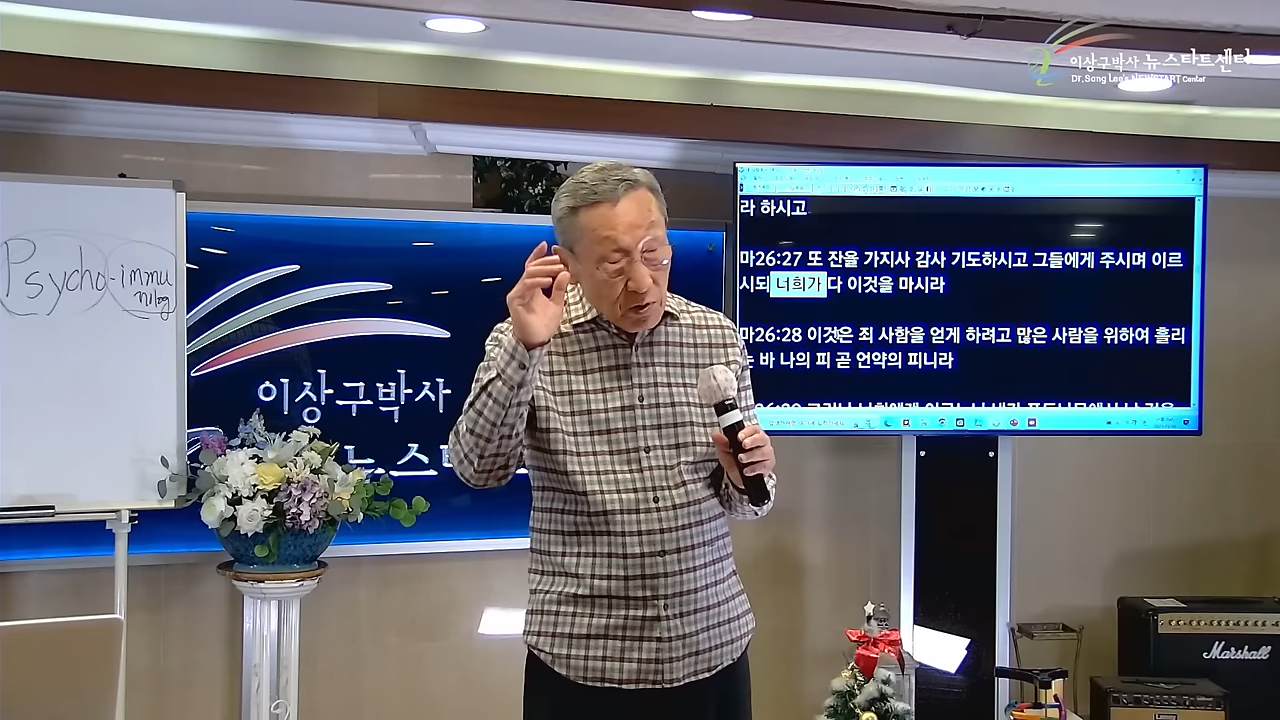 이상구박사 뉴스타트센터
Dr.Sang Lee's NEWSTART Center
Psycho-immu
이상구박사
뉴스
라 하시고
마26:27 또 잔을 가지사 감사 기도하시고 그들에게 주시며 이르
시되 너희가 다 이것을 마시라
마26:28 이것은 죄 사함을 얻게 하려고 많은 사람을 위하여 흘리
는 바 나의 피 곧 언약의 피니라
Marshall